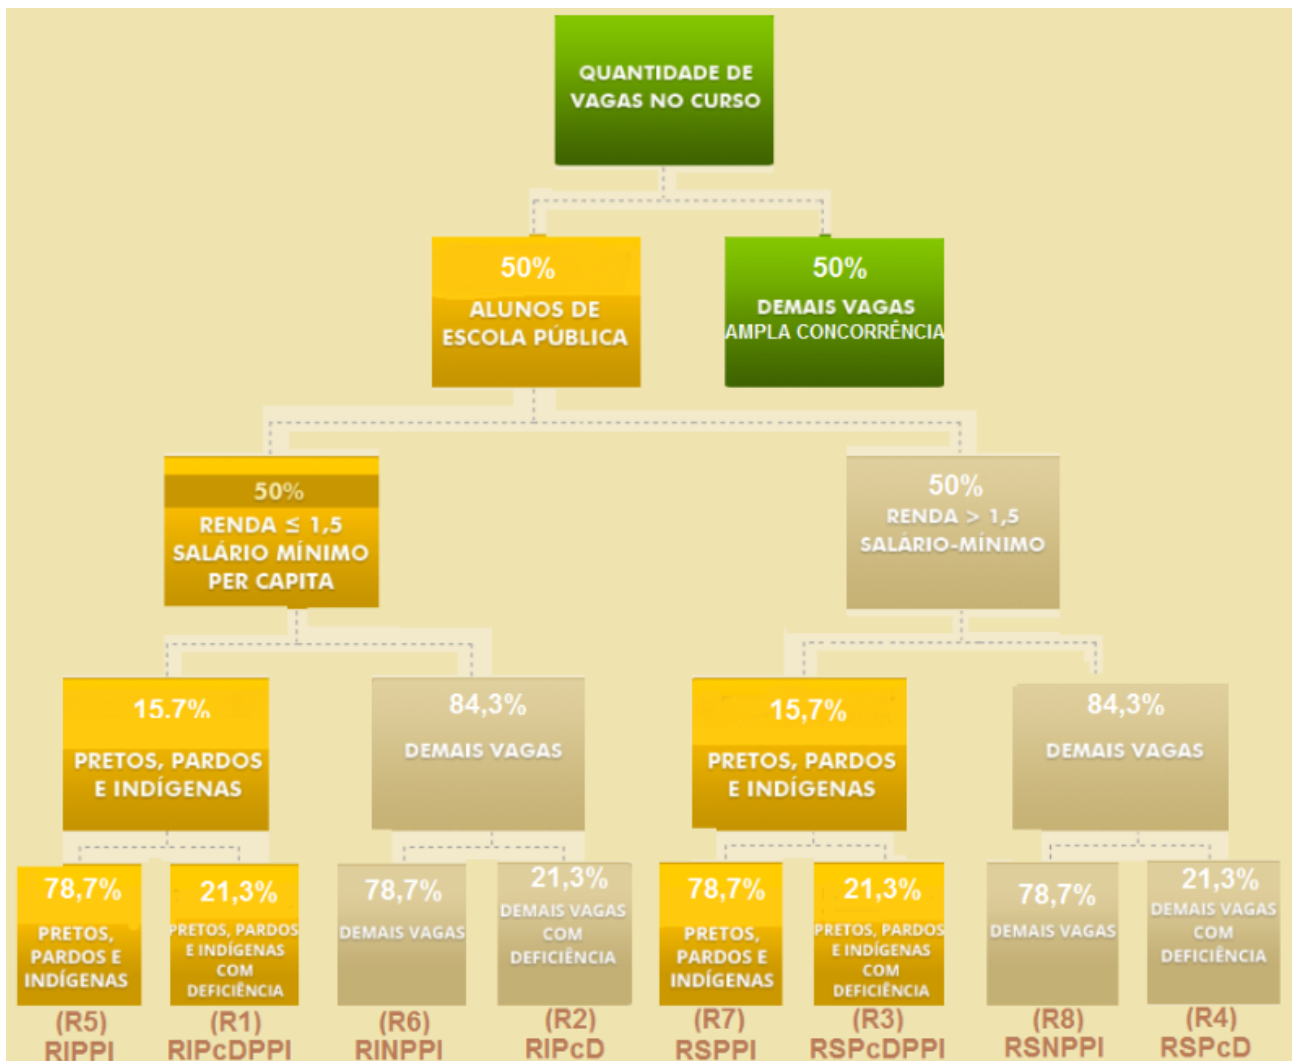 QUANTIDADE DE
VAGAS NO CURSO
50%
ALUNOS DE
ESCOLA PÚBLICA
50%
DEMAIS VAGAS
AMPLA CONCORRÊNCIA
50%
RENDA ≤ 1,5
SALÁRIO MÍNIMO
PER CAPITA
50%
RENDA > 1,5
SALÁRIO-MÍNIMO
15.7%
PRETOS, PARDOS
E INDÍGENAS
84,3%
DEMAIS VAGAS
15,7%
PRETOS, PARDOS
E INDÍGENAS
84,3%
DEMAIS VAGAS
78,7%
PRETOS,
PARDOS E
INDÍGENAS
(R5)
RIPPI
21,3%
PRETOS, PARDOS
E INDÍGENAS
COM
DEFICIÊNCIA
(R1)
RIPcDPPI
78,7%
DEMAIS VAGAS
(R6)
RINPPI
21,3%
DEMAIS VAGAS
COM
DEFICIÊNCIA
(R2)
RIPcD
78,7%
PRETOS,
PARDOS E
INDÍGENAS
(R7)
RSPPI
21,3%
PRETOS, PARDOS
E INDÍGENAS
COM
DEFICIÊNCIA
(R3)
RSPcDPPI
78,7%
DEMAIS VAGAS
(R8)
RSNPPI
21,3%
DEMAIS VAGAS
COM
DEFICIÊNCIA
(R4)
RSPcD